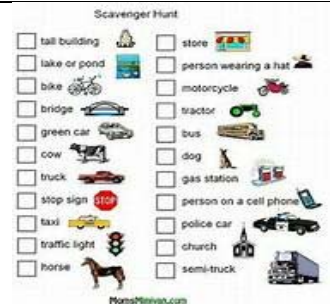 Scavenger Hunt
tall building
lake or pond
bike
bridge
green car
cow
truck
stop sign
STOP
taxi
traffic light
horse
store
person wearing a hat
motorcycle
tractor
bus
dog
gas station
person on a cell phone
police car
church
semi-truck
MomsMinivan.com